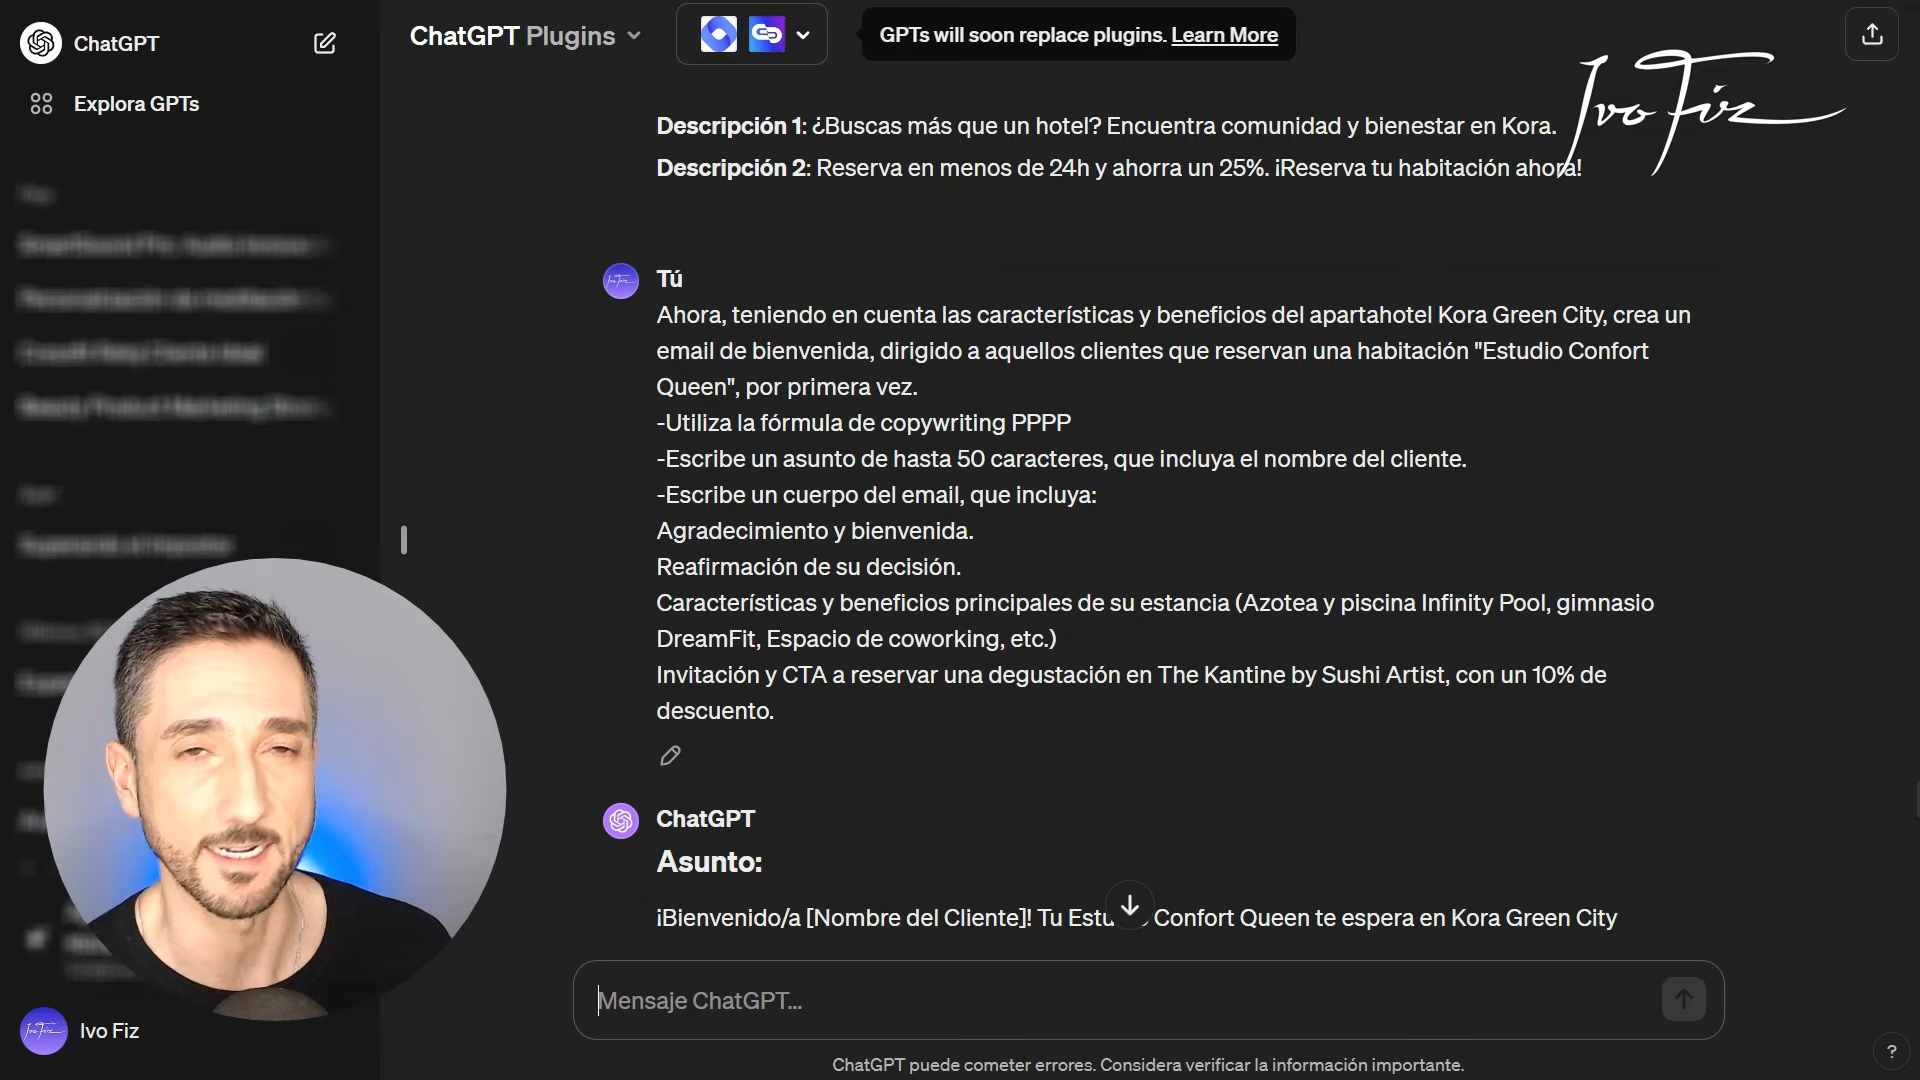 ChatGPT
ChatGPT Plugins
GPTs will soon replace plugins. Learn More
Explora GPTs
Ivo Fiz
Descripción 1: ¿Buscas más que un hotel? Encuentra comunidad y bienestar en Kora.
Descripción 2: Reserva en menos de 24h y ahorra un 25%. ¡Reserva tu habitación ahora!
Tú
Ahora, teniendo en cuenta las características y beneficios del apartahotel Kora Green City, crea un
email de bienvenida, dirigido a aquellos clientes que reservan una habitación "Estudio Confort
Queen", por primera vez.
-Utiliza la fórmula de copywriting PPPP
-Escribe un asunto de hasta 50 caracteres, que incluya el nombre del cliente.
-Escribe un cuerpo del email, que incluya:
Agradecimiento y bienvenida.
Reafirmación de su decisión.
Características y beneficios principales de su estancia (Azotea y piscina Infinity Pool, gimnasio
DreamFit, Espacio de coworking, etc.)
Invitación y CTA a reservar una degustación en The Kantine by Sushi Artist, con un 10% de
descuento.
ChatGPT
Asunto:
¡Bienvenido/a [Nombre del Cliente]! Tu Confort Queen te espera en Kora Green City
Mensaje ChatGPT...
Ivo Fiz
ChatGPT puede cometer errores. Considera verificar la información importante.
?